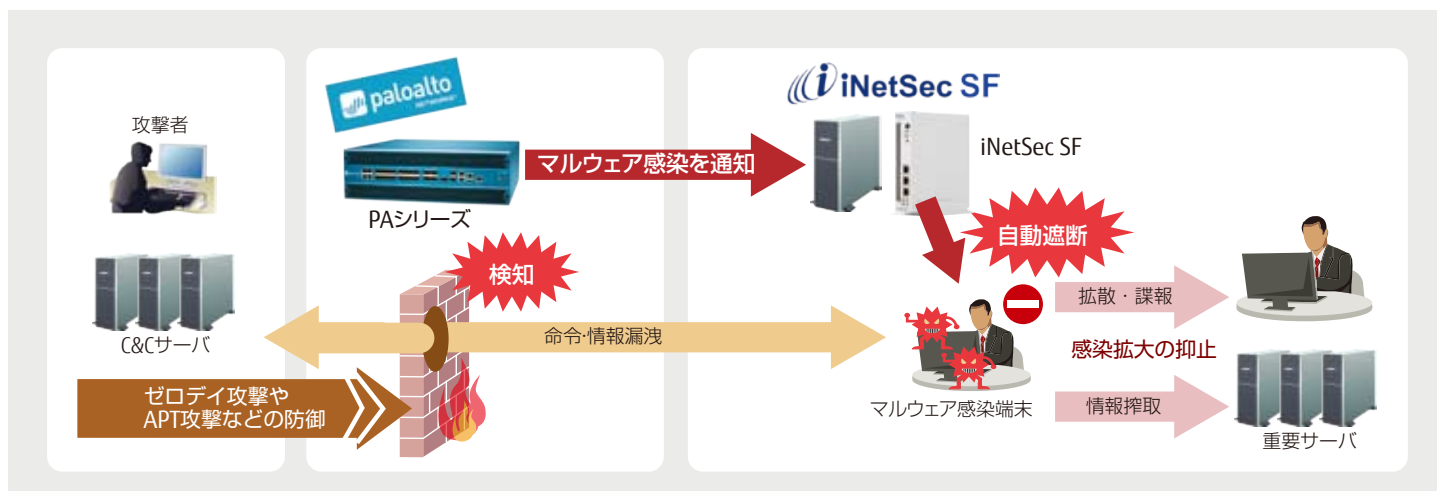 攻撃者
C&Cサーバ
ゼロデイ攻撃や
APT攻撃などの防御
paloalto
NETWORKS
PAシリーズ
検知
マルウェア感染を通知
命令・情報漏洩
iNetSec SF
iNetSec SF
自動遮断
マルウェア感染端末
拡散・諜報
感染拡大の抑止
情報搾取
重要サーバ